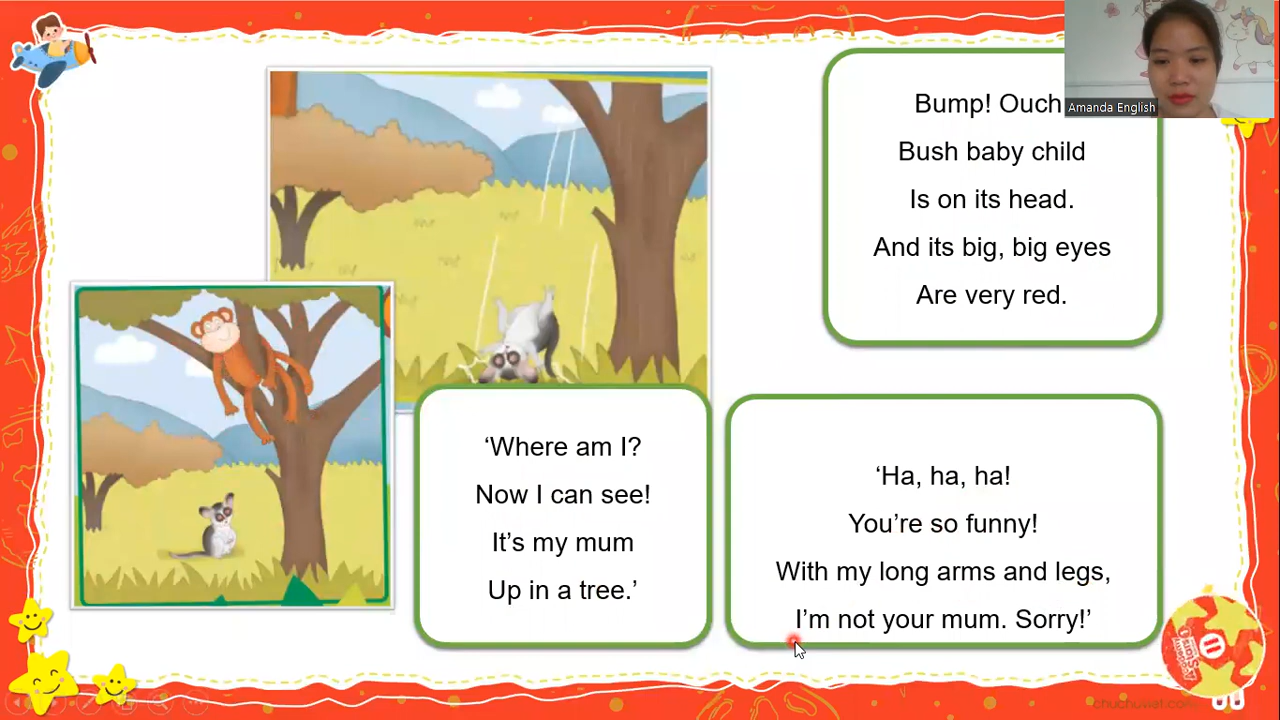 Bump! Ouch
Bush baby child
Is on its head.
And its big, big eyes
Are very red.
Amanda English
‘Where am I?
Now I can see!
It’s my mum
Up in a tree.’
‘Ha, ha, ha!
You’re so funny!
With my long arms and legs,
I’m not your mum. Sorry!’